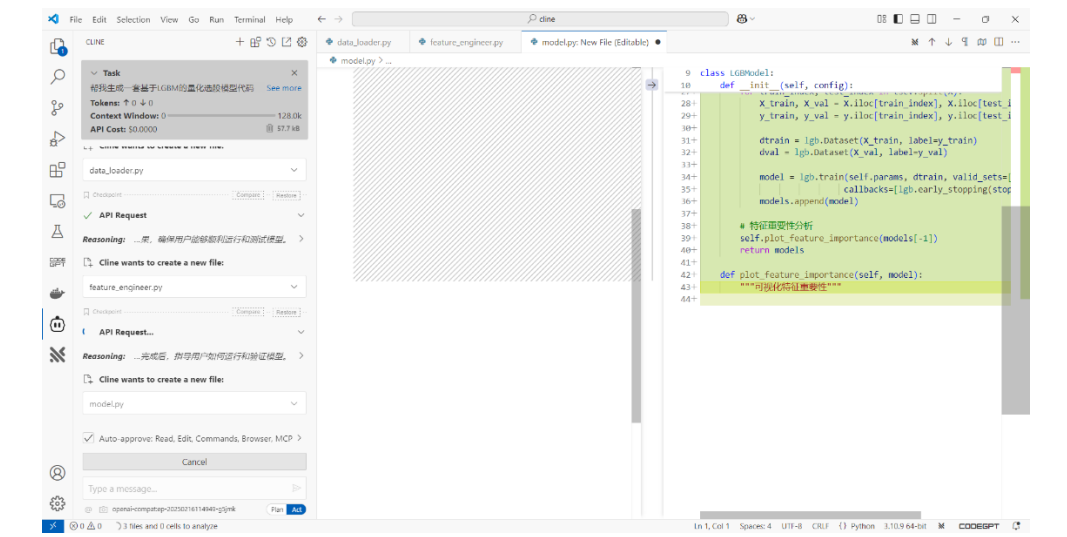 File Edit Selection View Go Run Terminal Help
cline
CLINE
Task
帮我生成一套基于LGBM的量化选股模型代码 See more
Tokens: ↑ 0 ↓ 0
Context Window: 0 128.0k
API Cost: $0.0000 57.7 kB
Cline wants to create a new file:
data_loader.py
Checkpoint Compare Restore
API Request
Reasoning: ...果，确保用户能够顺利运行和测试模型。
Cline wants to create a new file:
feature_engineer.py
Checkpoint Compare Restore
API Request...
Reasoning: ...完成后，指导用户如何运行和验证模型。
Cline wants to create a new file:
model.py
Auto-approve: Read, Edit, Commands, Browser, MCP
Cancel
Type a message...
Plan Act
data_loader.py feature_engineer.py model.py: New File (Editable)
model.py > ...
9 class LGBModel:
10 def __init__(self, config):
28+ X_train, X_val = X.iloc[train_index], X.iloc[test_i
29+ y_train, y_val = y.iloc[train_index], y.iloc[test_i
30+
31+ dtrain = lgb.Dataset(X_train, label=y_train)
32+ dval = lgb.Dataset(X_val, label=y_val)
33+
34+ model = lgb.train(self.params, dtrain, valid_sets=[
35+ callbacks=[lgb.early_stopping(stop
36+ models.append(model)
37+
38+ # 特征重要性分析
39+ self.plot_feature_importance(models[-1])
40+ return models
41+
42+ def plot_feature_importance(self, model):
43+ """可视化特征重要性"""
44+
0 0 3 files and 0 cells to analyze
Ln 1, Col 1 Spaces: 4 UTF-8 CRLF {} Python 3.10.9 64-bit CODEGPT